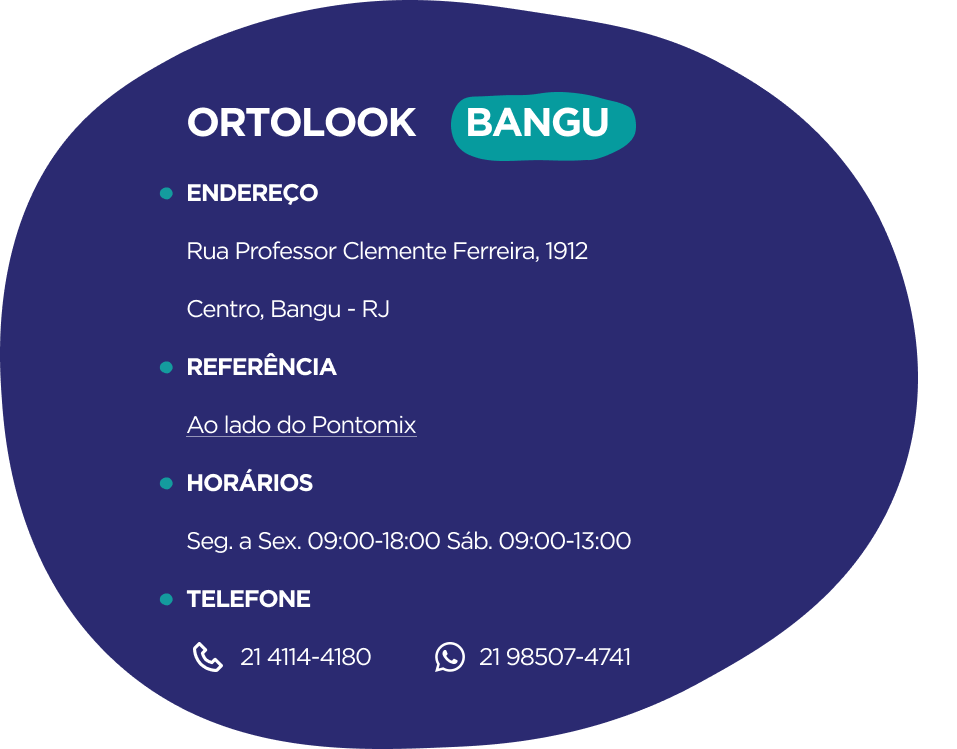 ORTOLOOK BANGU
ENDEREÇO
Rua Professor Clemente Ferreira, 1912
Centro, Bangu - RJ
REFERÊNCIA
Ao lado do Pontomix
HORÁRIOS
Seg. a Sex. 09:00-18:00 Sáb. 09:00-13:00
TELEFONE
21 4114-4180 21 98507-4741